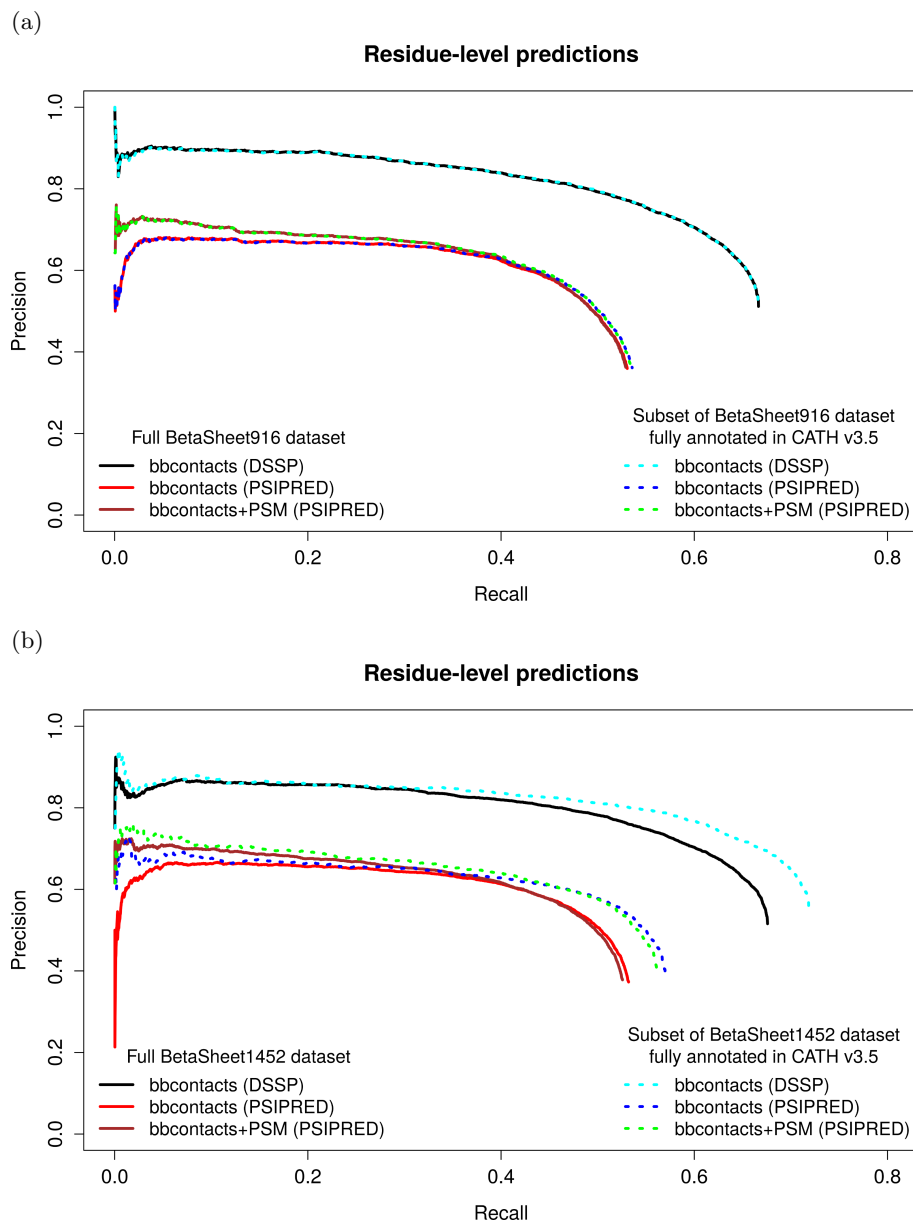 (a)
Residue-level predictions
Precision
1.0
0.8
0.6
0.4
0.2
0.0
Full BetaSheet916 dataset
bbcontacts (DSSP)
bbcontacts (PSIPRED)
bbcontacts+PSM (PSIPRED)
Subset of BetaSheet916 dataset
fully annotated in CATH v3.5
bbcontacts (DSSP)
bbcontacts (PSIPRED)
bbcontacts+PSM (PSIPRED)
0.0 0.2 0.4 0.6 0.8
Recall
(b)
Residue-level predictions
Precision
1.0
0.8
0.6
0.4
0.2
0.0
Full BetaSheet1452 dataset
bbcontacts (DSSP)
bbcontacts (PSIPRED)
bbcontacts+PSM (PSIPRED)
Subset of BetaSheet1452 dataset
fully annotated in CATH v3.5
bbcontacts (DSSP)
bbcontacts (PSIPRED)
bbcontacts+PSM (PSIPRED)
0.0 0.2 0.4 0.6 0.8
Recall